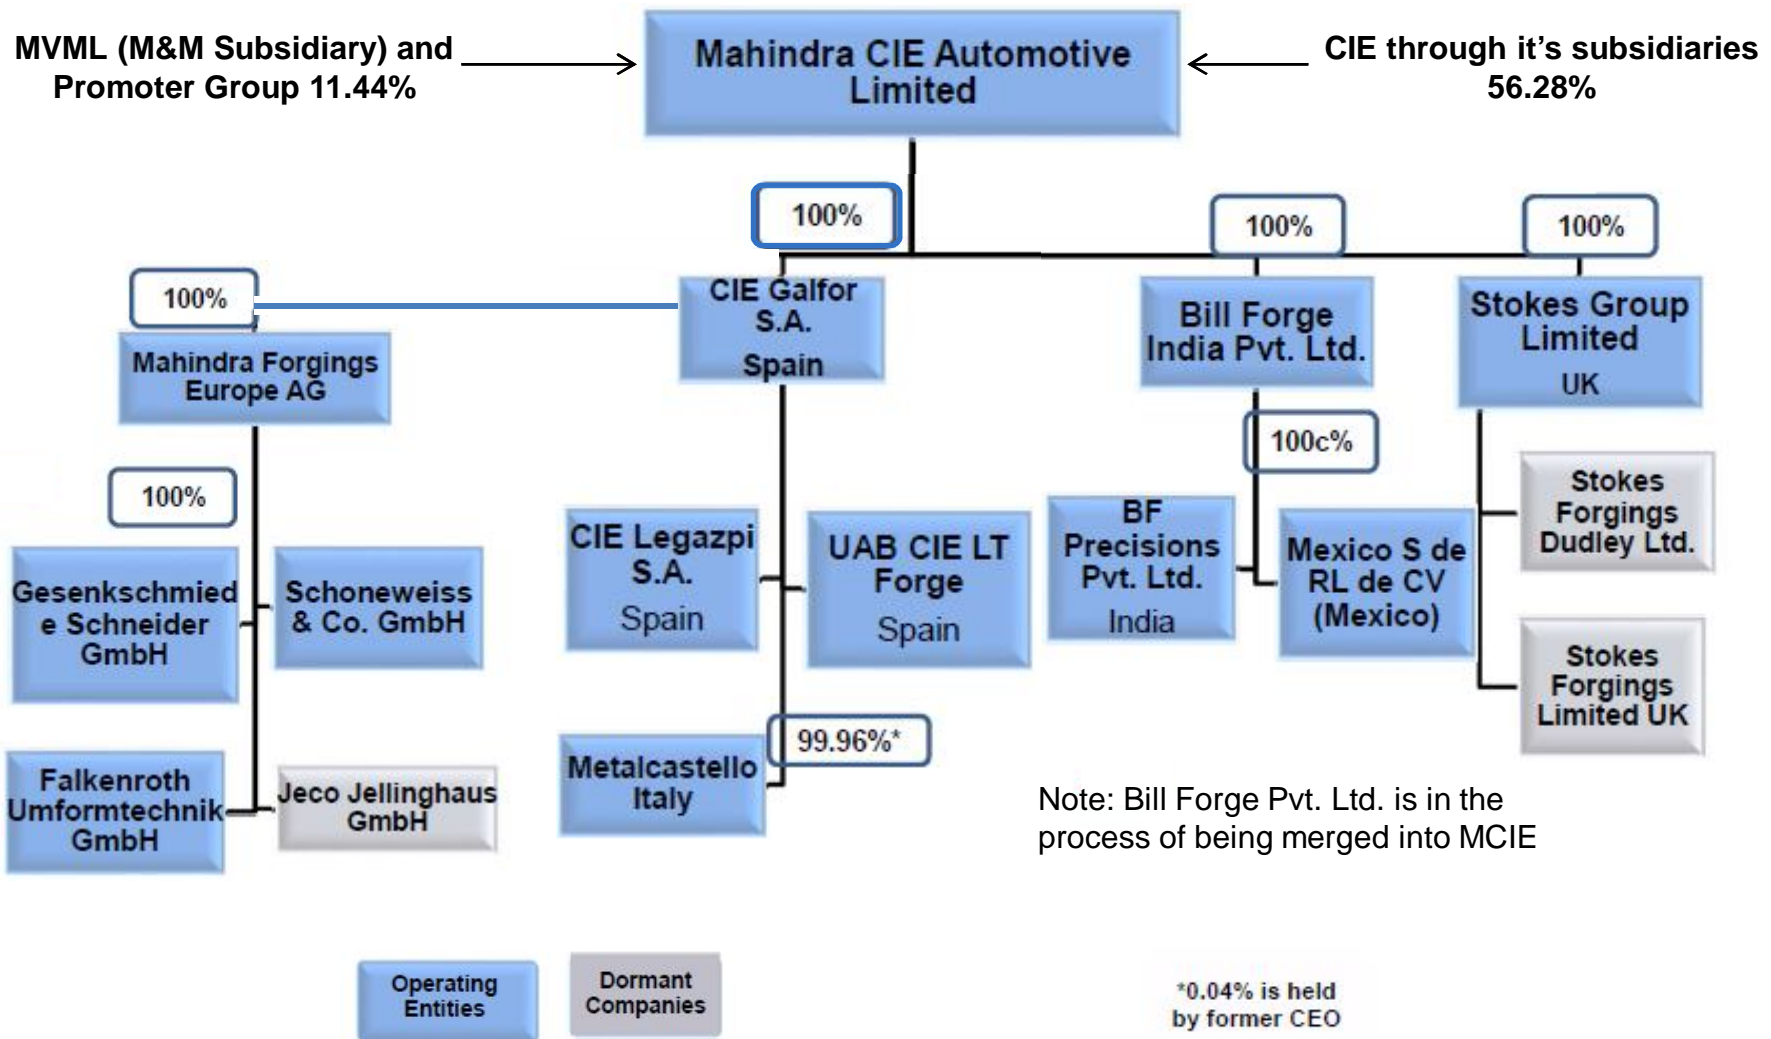 MVML (M&M Subsidiary) and
Promoter Group 11.44%
Mahindra CIE Automotive
Limited
CIE through it's subsidiaries
56.28%
100%
100%
100%
100%
CIE Galfor
S.A.
Spain
Bill Forge
India Pvt. Ltd.
Stokes Group
Limited
UK
Mahindra Forgings
Europe AG
100%
100c%
Gesenkschmied
e Schneider
GmbH
Schoneweiss
& Co. GmbH
CIE Legazpi
S.A.
Spain
UAB CIE LT
Forge
Spain
BF
Precisions
Pvt. Ltd.
India
Mexico S de
RL de CV
(Mexico)
Stokes
Forgings
Dudley Ltd.
Stokes
Forgings
Limited UK
Falkenroth
Umformtechnik
GmbH
Jeco Jellinghaus
GmbH
Metalcastello
Italy
99.96%*
Note: Bill Forge Pvt. Ltd. is in the
process of being merged into MCIE
Operating
Entities
Dormant
Companies
*0.04% is held
by former CEO